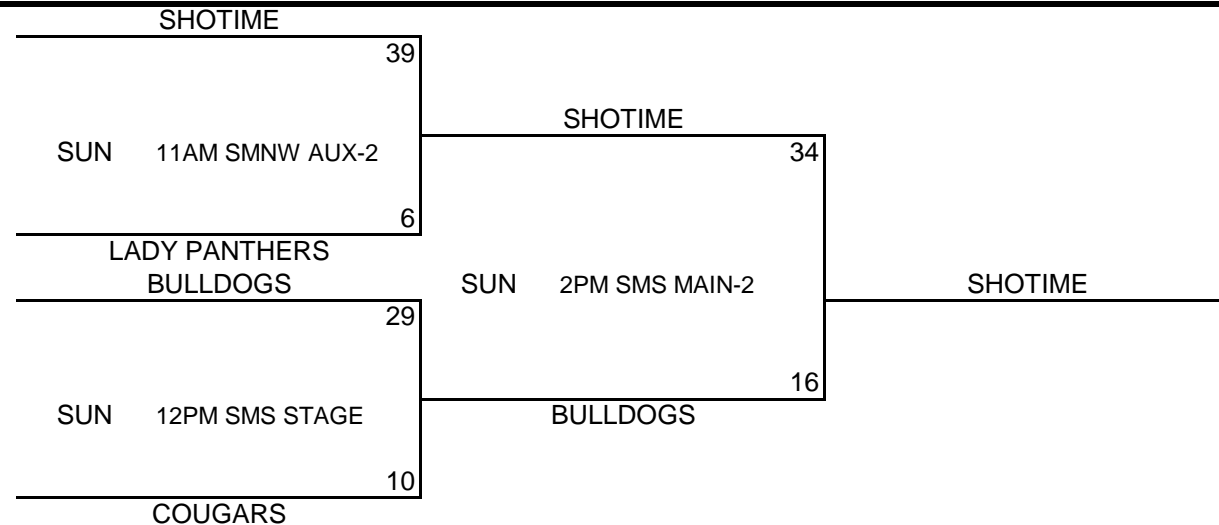 SHOTIME
39
SUN 11AM SMNW AUX-2
6
LADY PANTHERS
BULLDOGS
29
SUN 12PM SMS STAGE
10
COUGARS
SHOTIME
34
SUN 2PM SMS MAIN-2
16
BULLDOGS
SHOTIME